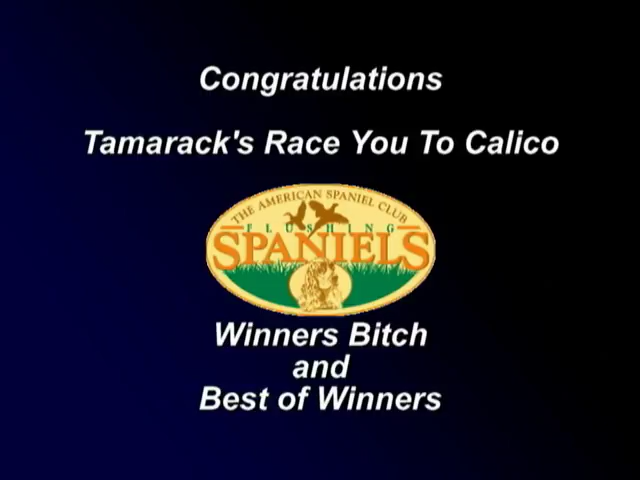 Congratulations
Tamarack's Race You To Calico
THE AMERICAN SPANIEL CLUB
FLUSHING
SPANIELS
Winners Bitch
and
Best of Winners